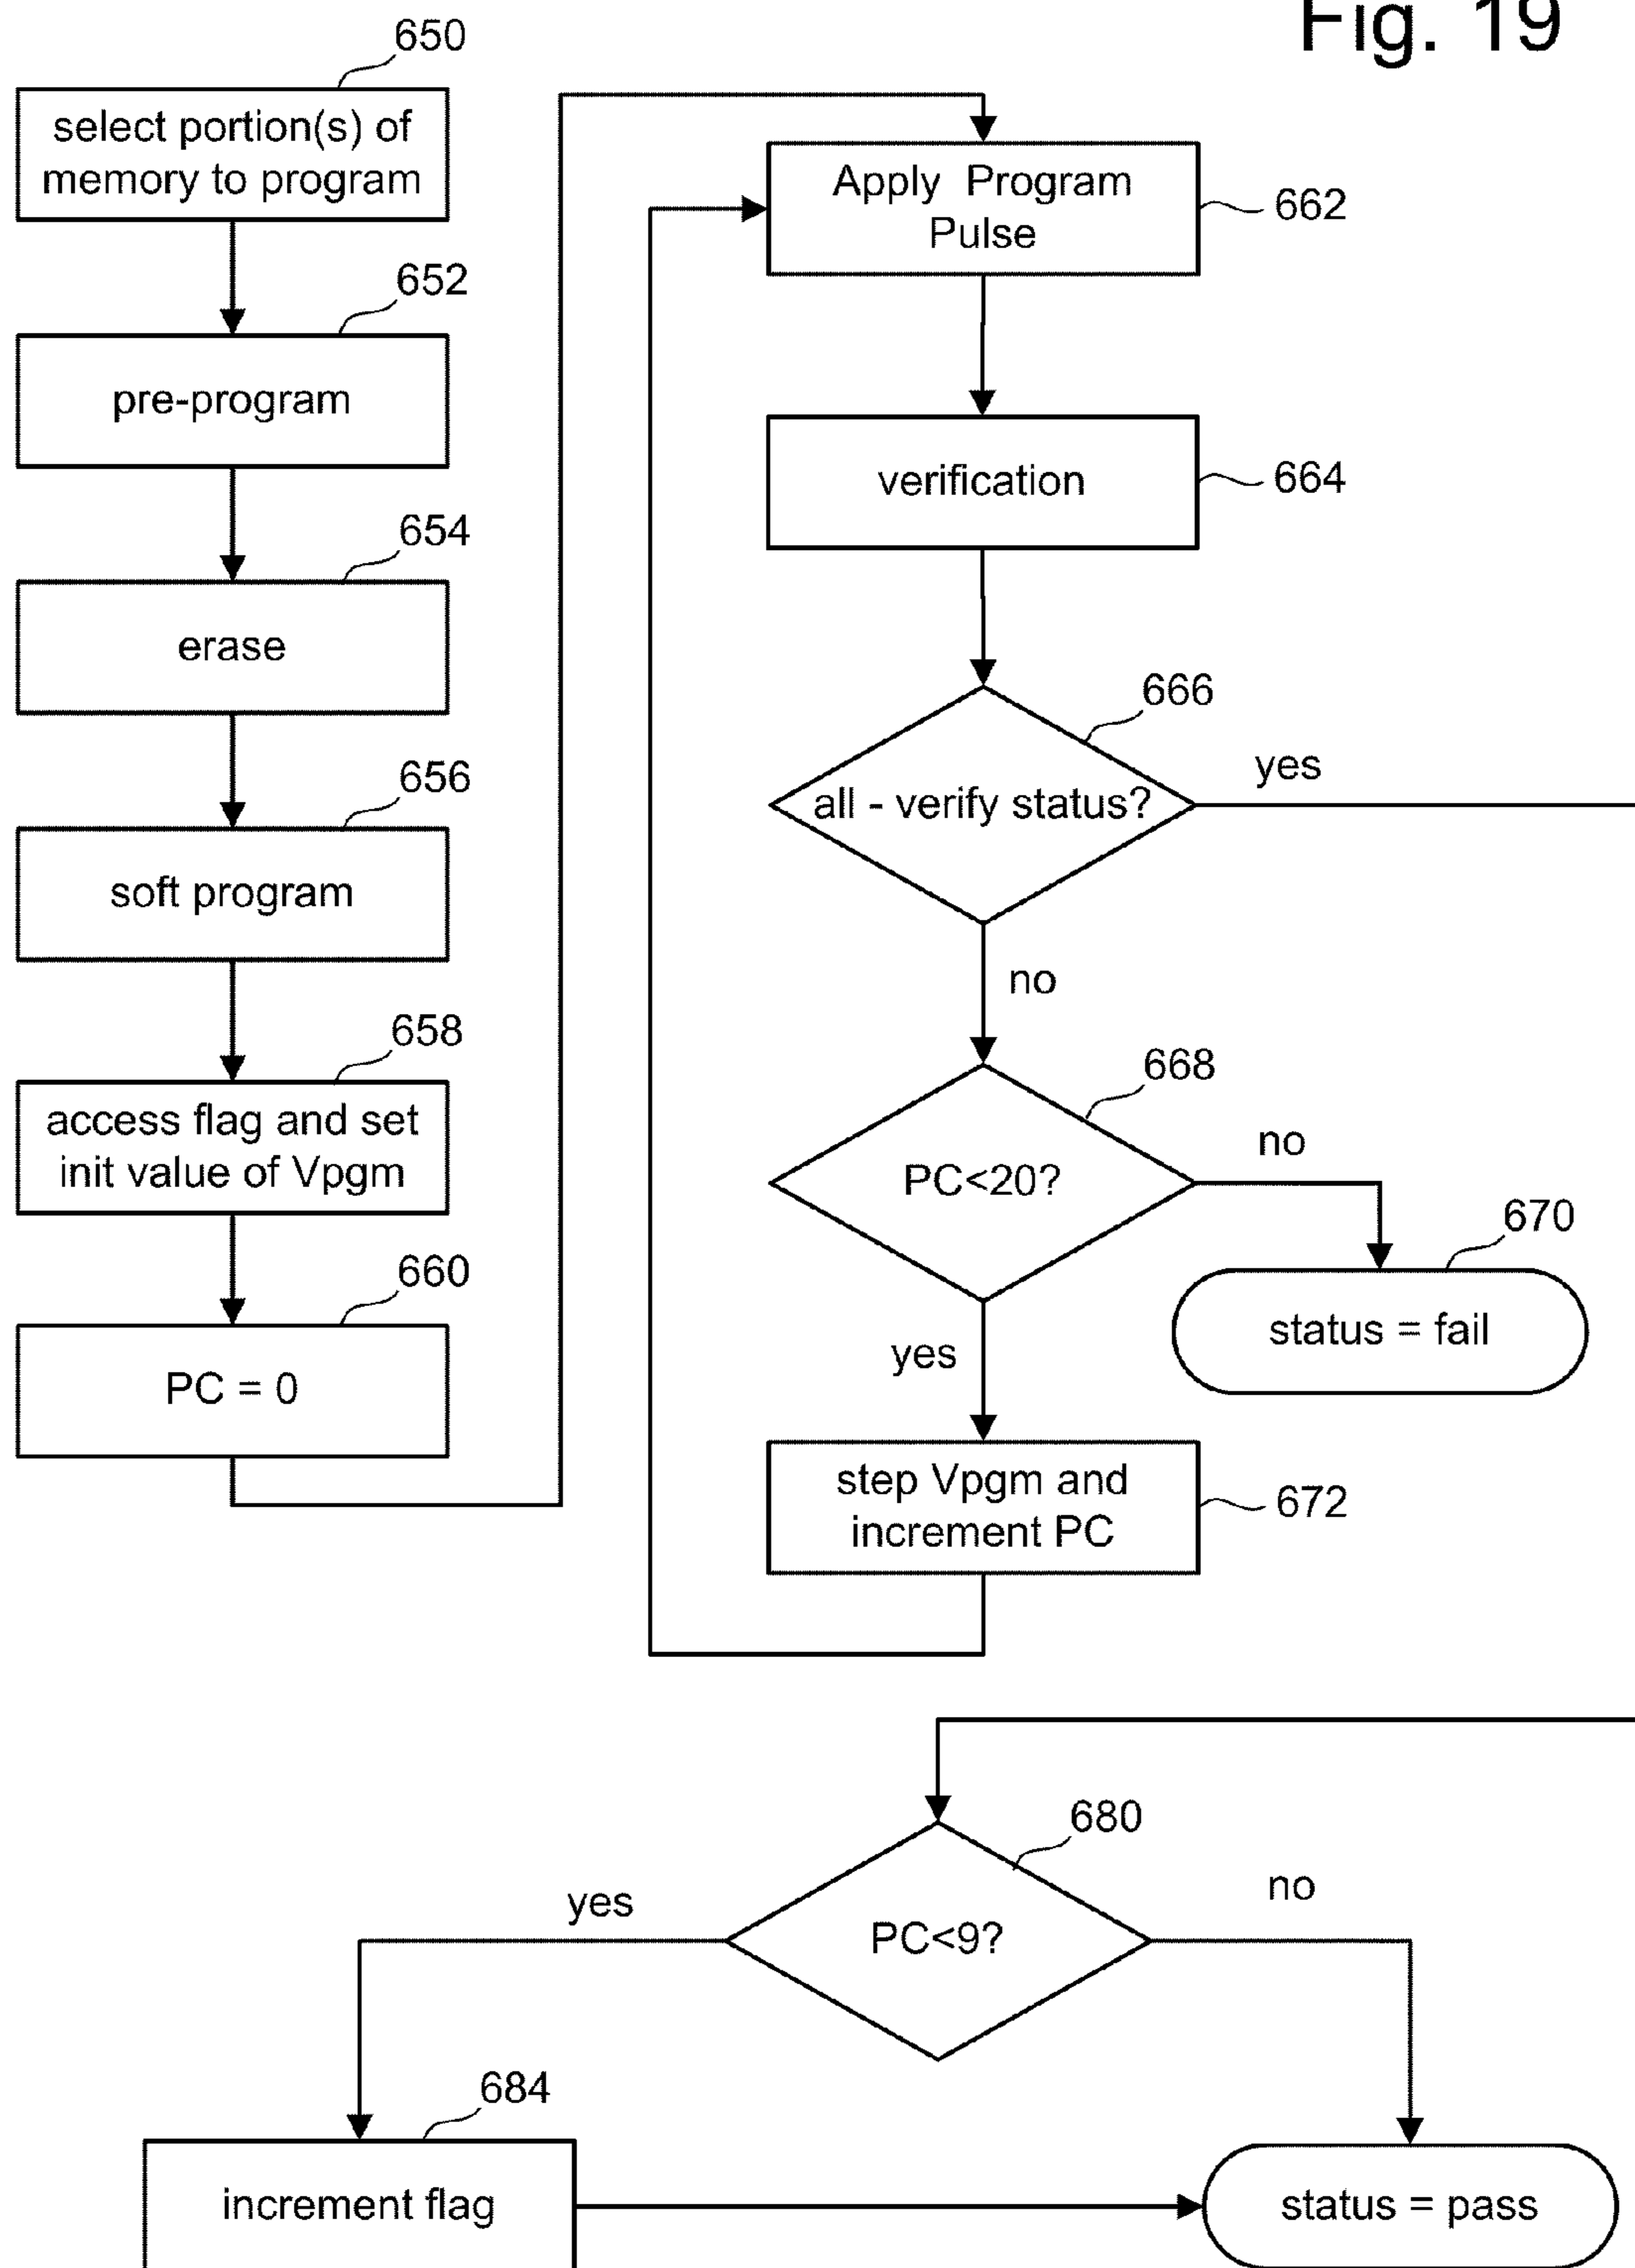 Fig. 19
650
select portion(s) of
memory to program
652
pre-program
654
erase
656
soft program
658
access flag and set
init value of Vpgm
660
PC = 0
Apply Program
Pulse
662
verification
664
666
all - verify status?
yes
no
668
PC<20?
no
670
status = fail
yes
step Vpgm and
increment PC
672
680
PC<9?
yes
no
684
increment flag
status = pass